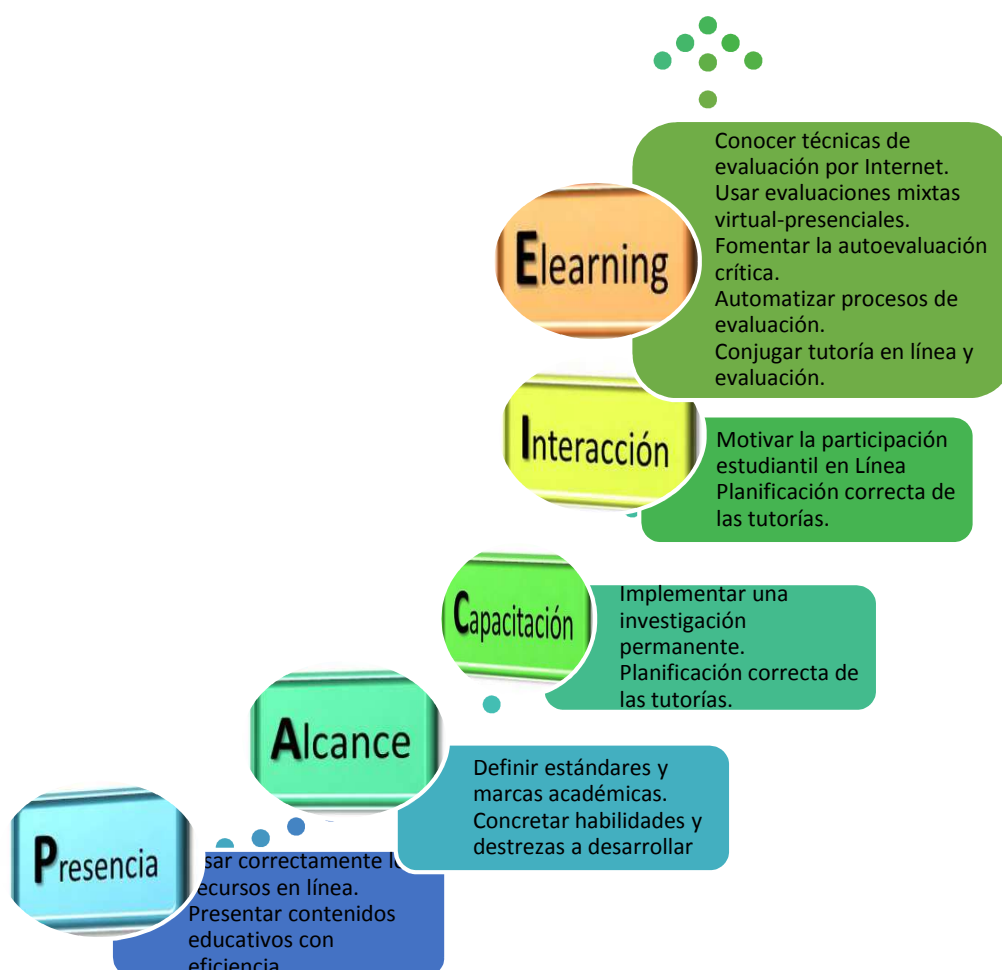 Conocer técnicas de
evaluación por Internet.
Usar evaluaciones mixtas
virtual-presenciales.
Fomentar la autoevaluación
crítica.
Automatizar procesos de
evaluación.
Conjugar tutoría en línea y
evaluación.
Elearning
Interacción
Motivar la participación
estudiantil en Línea
Planificación correcta de
las tutorías.
Capacitación
Implementar una
investigación
permanente.
Planificación correcta de
las tutorías.
Alcance
Definir estándares y
marcas académicas.
Concretar habilidades y
destrezas a desarrollar
Presencia
correctamente
recursos en línea.
Presentar contenidos
educativos con
eficiencia